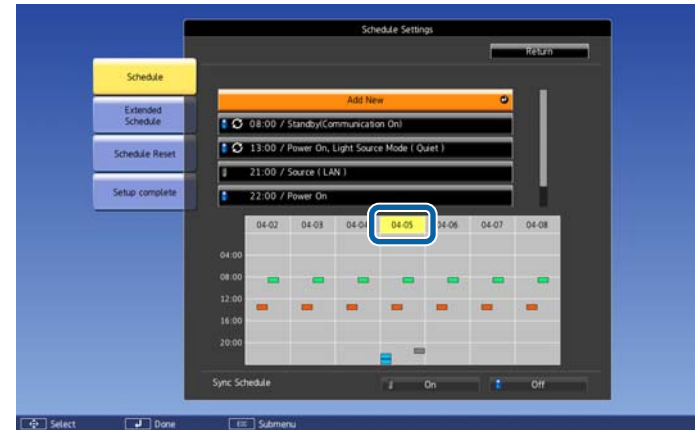 Schedule Settings
Return
Schedule
Extended
Schedule
Schedule Reset
Setup complete
Add New
08:00 / Standby(Communication On)
13:00 / Power On, Light Source Mode ( Quiet )
21:00 / Source ( LAN )
22:00 / Power On
04-02 04-03 04-04 04-05 04-06 04-07 04-08
04:00
08:00
12:00
16:00
20:00
Sync Schedule On Off
Select Done Esc Submenu